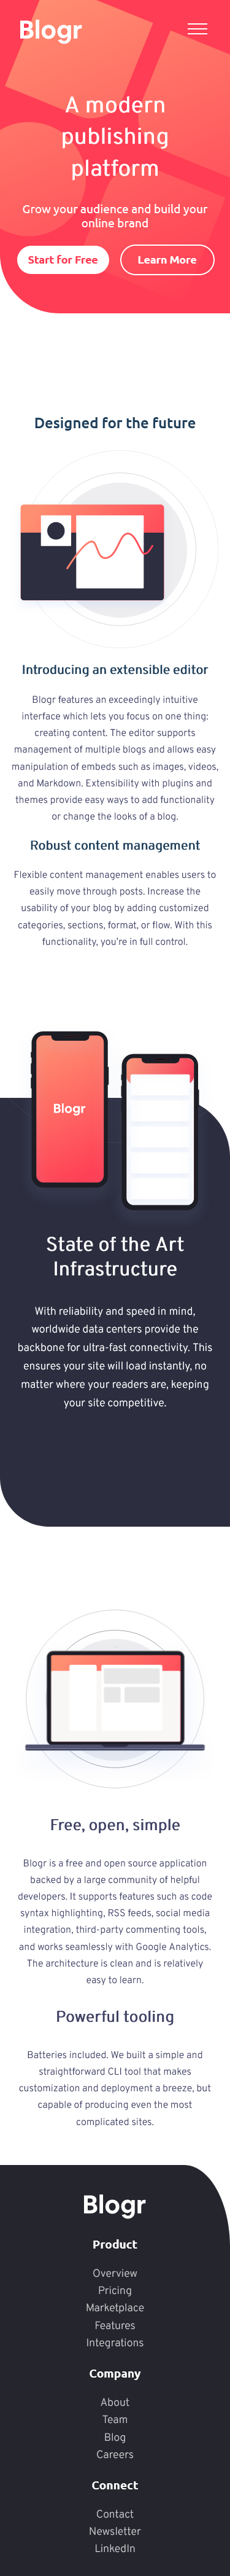 Blogr
A modern
publishing
platform
Grow your audience and build your
online brand
Start for Free
Learn More
Designed for the future
Introducing an extensible editor
Blogr features an exceedingly intuitive
interface which lets you focus on one thing:
creating content. The editor supports
management of multiple blogs and allows easy
manipulation of embeds such as images, videos,
and Markdown. Extensibility with plugins and
themes provide easy ways to add functionality
or change the looks of a blog.
Robust content management
Flexible content management enables users to
easily move through posts. Increase the
usability of your blog by adding customized
categories, sections, format, or flow. With this
functionality, you're in full control.
Blogr
State of the Art
Infrastructure
With reliability and speed in mind,
worldwide data centers provide the
backbone for ultra-fast connectivity. This
ensures your site will load instantly, no
matter where your readers are, keeping
your site competitive.
Free, open, simple
Blogr is a free and open source application
backed by a large community of helpful
developers. It supports features such as code
syntax highlighting, RSS feeds, social media
integration, third-party commenting tools,
and works seamlessly with Google Analytics.
The architecture is clean and is relatively
easy to learn.
Powerful tooling
Batteries included. We built a simple and
straightforward CLI tool that makes
customization and deployment a breeze, but
capable of producing even the most
complicated sites.
Blogr
Product
Overview
Pricing
Marketplace
Features
Integrations
Company
About
Team
Blog
Careers
Connect
Contact
Newsletter
LinkedIn